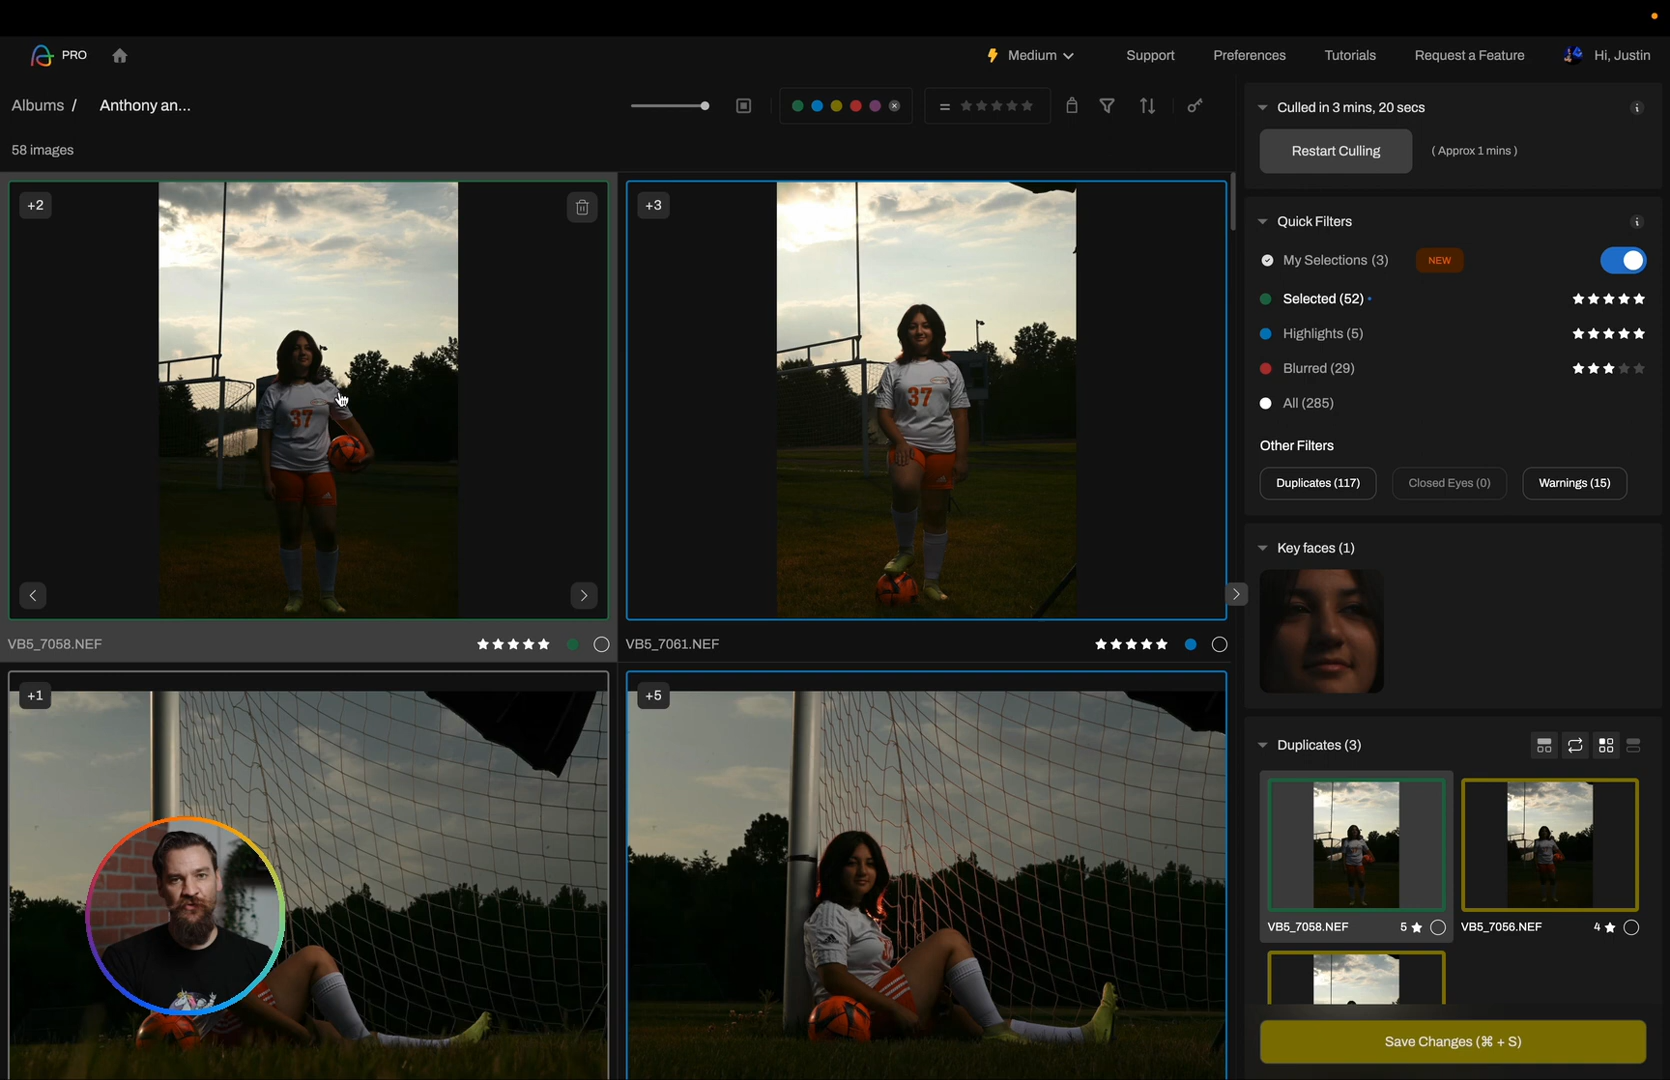 PRO
Medium
Support
Preferences
Tutorials
Request a Feature
Hi, Justin
Albums /
Anthony an...
58 images
+2
37
VB5_7058.NEF
+3
37
VB5_7061.NEF
+1
+5
Culled in 3 mins, 20 secs
Restart Culling
( Approx 1 mins )
Quick Filters
My Selections (3)
NEW
Selected (52)
Highlights (5)
Blurred (29)
All (285)
Other Filters
Duplicates (117)
Closed Eyes (0)
Warnings (15)
Key faces (1)
Duplicates (3)
VB5_7058.NEF
5
VB5_7056.NEF
4
Save Changes (⌘ + S)